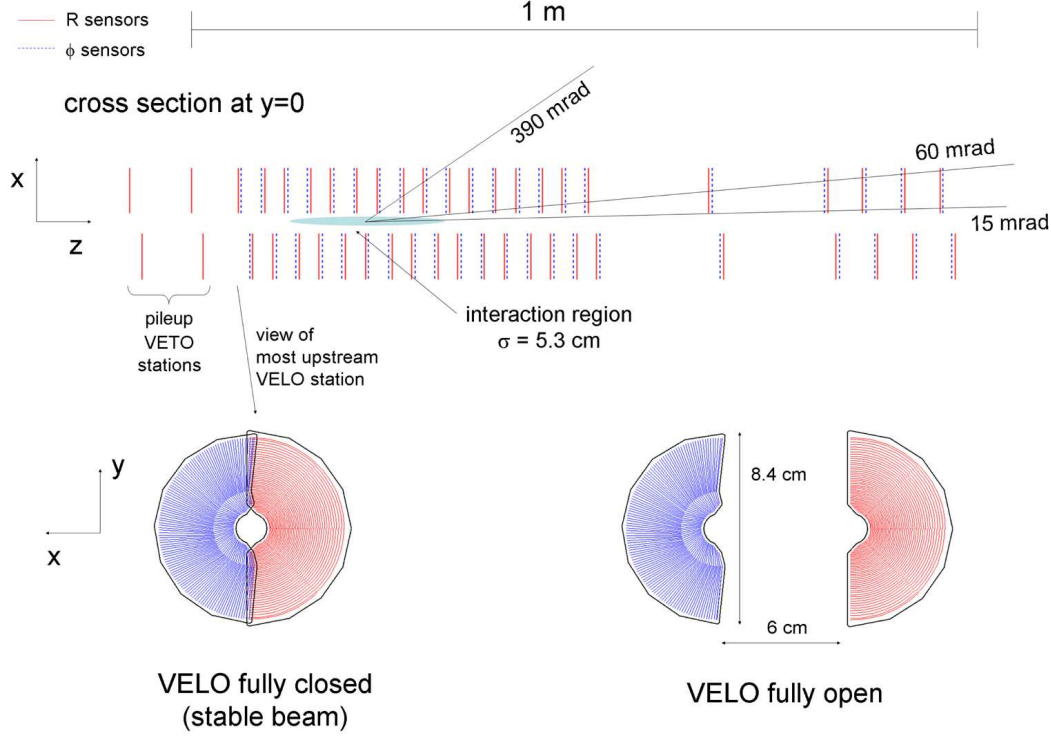 R sensors
ϕ sensors
1 m
cross section at y=0
390 mrad
60 mrad
15 mrad
x
z
pileup
VETO
stations
view of
most upstream
VELO station
interaction region
σ = 5.3 cm
y
x
8.4 cm
6 cm
VELO fully closed
(stable beam)
VELO fully open